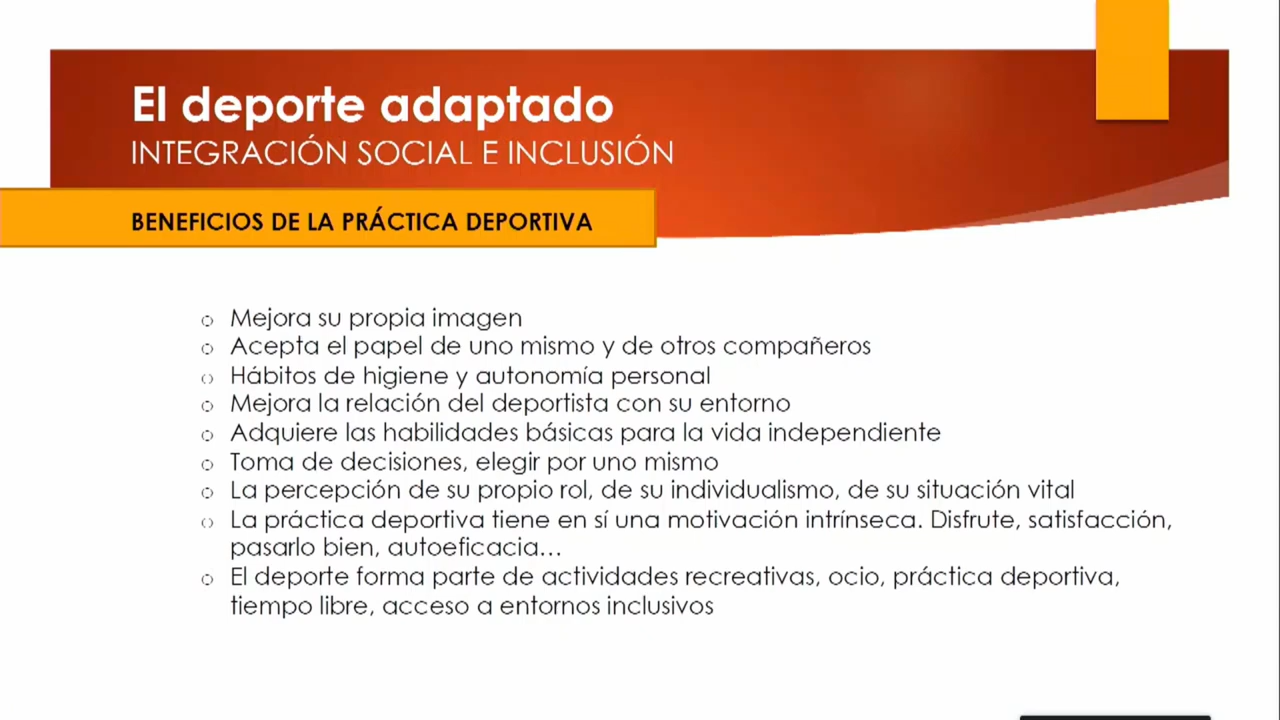 El deporte adaptado
INTEGRACIÓN SOCIAL E INCLUSIÓN
BENEFICIOS DE LA PRÁCTICA DEPORTIVA
Mejora su propia imagen
Acepta el papel de uno mismo y de otros compañeros
Hábitos de higiene y autonomía personal
Mejora la relación del deportista con su entorno
Adquiere las habilidades básicas para la vida independiente
Toma de decisiones, elegir por uno mismo
La percepción de su propio rol, de su individualismo, de su situación vital
La práctica deportiva tiene en sí una motivación intrínseca. Disfrute, satisfacción,
pasarlo bien, autoeficacia…
El deporte forma parte de actividades recreativas, ocio, práctica deportiva,
tiempo libre, acceso a entornos inclusivos